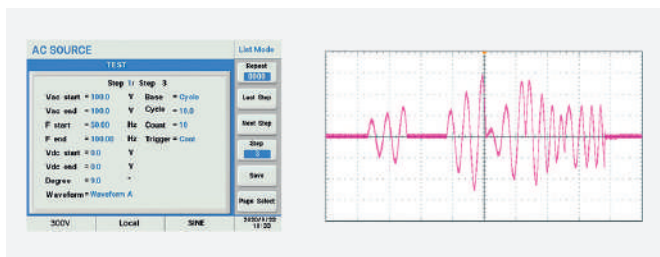 AC SOURCE
List Mode
TEST
Step 1: Step 3
Vac start = 100.0 V Base = Cycle
Vac end = 100.0 V Cycle = 10.0
F start = 50.00 Hz Count = 10
F end = 100.00 Hz Trigger = Cont
Vdc start = 0.0 V
Vdc end = 0.0 V
Degree = 9.0 °
Waveform = Waveform A
Repeat
0000
Last Step
Next Step
Step
Save
Page Select
300V
Local
SINE